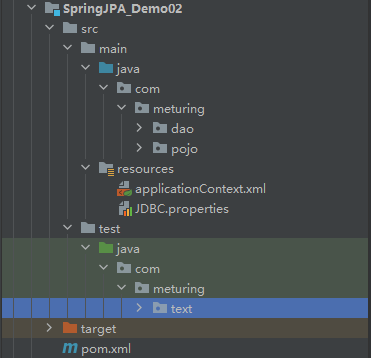 SpringJPA_Demo02
src
main
java
com
meturing
dao
pojo
resources
applicationContext.xml
JDBC.properties
test
java
com
meturing
text
target
pom.xml